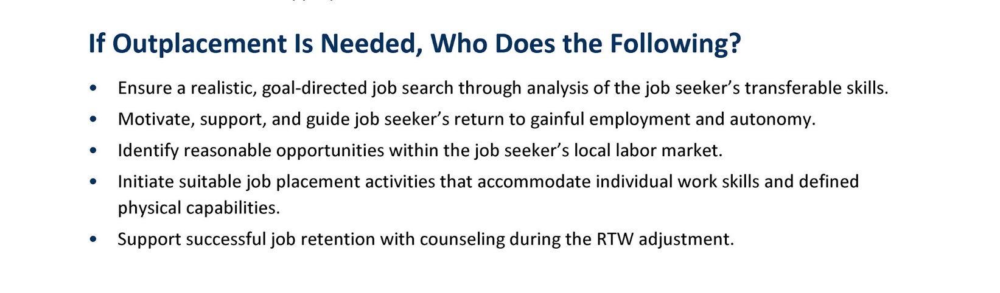 If Outplacement Is Needed, Who Does the Following?
• Ensure a realistic, goal-directed job search through analysis of the job seeker’s transferable skills.
• Motivate, support, and guide job seeker’s return to gainful employment and autonomy.
• Identify reasonable opportunities within the job seeker’s local labor market.
• Initiate suitable job placement activities that accommodate individual work skills and defined
physical capabilities.
• Support successful job retention with counseling during the RTW adjustment.